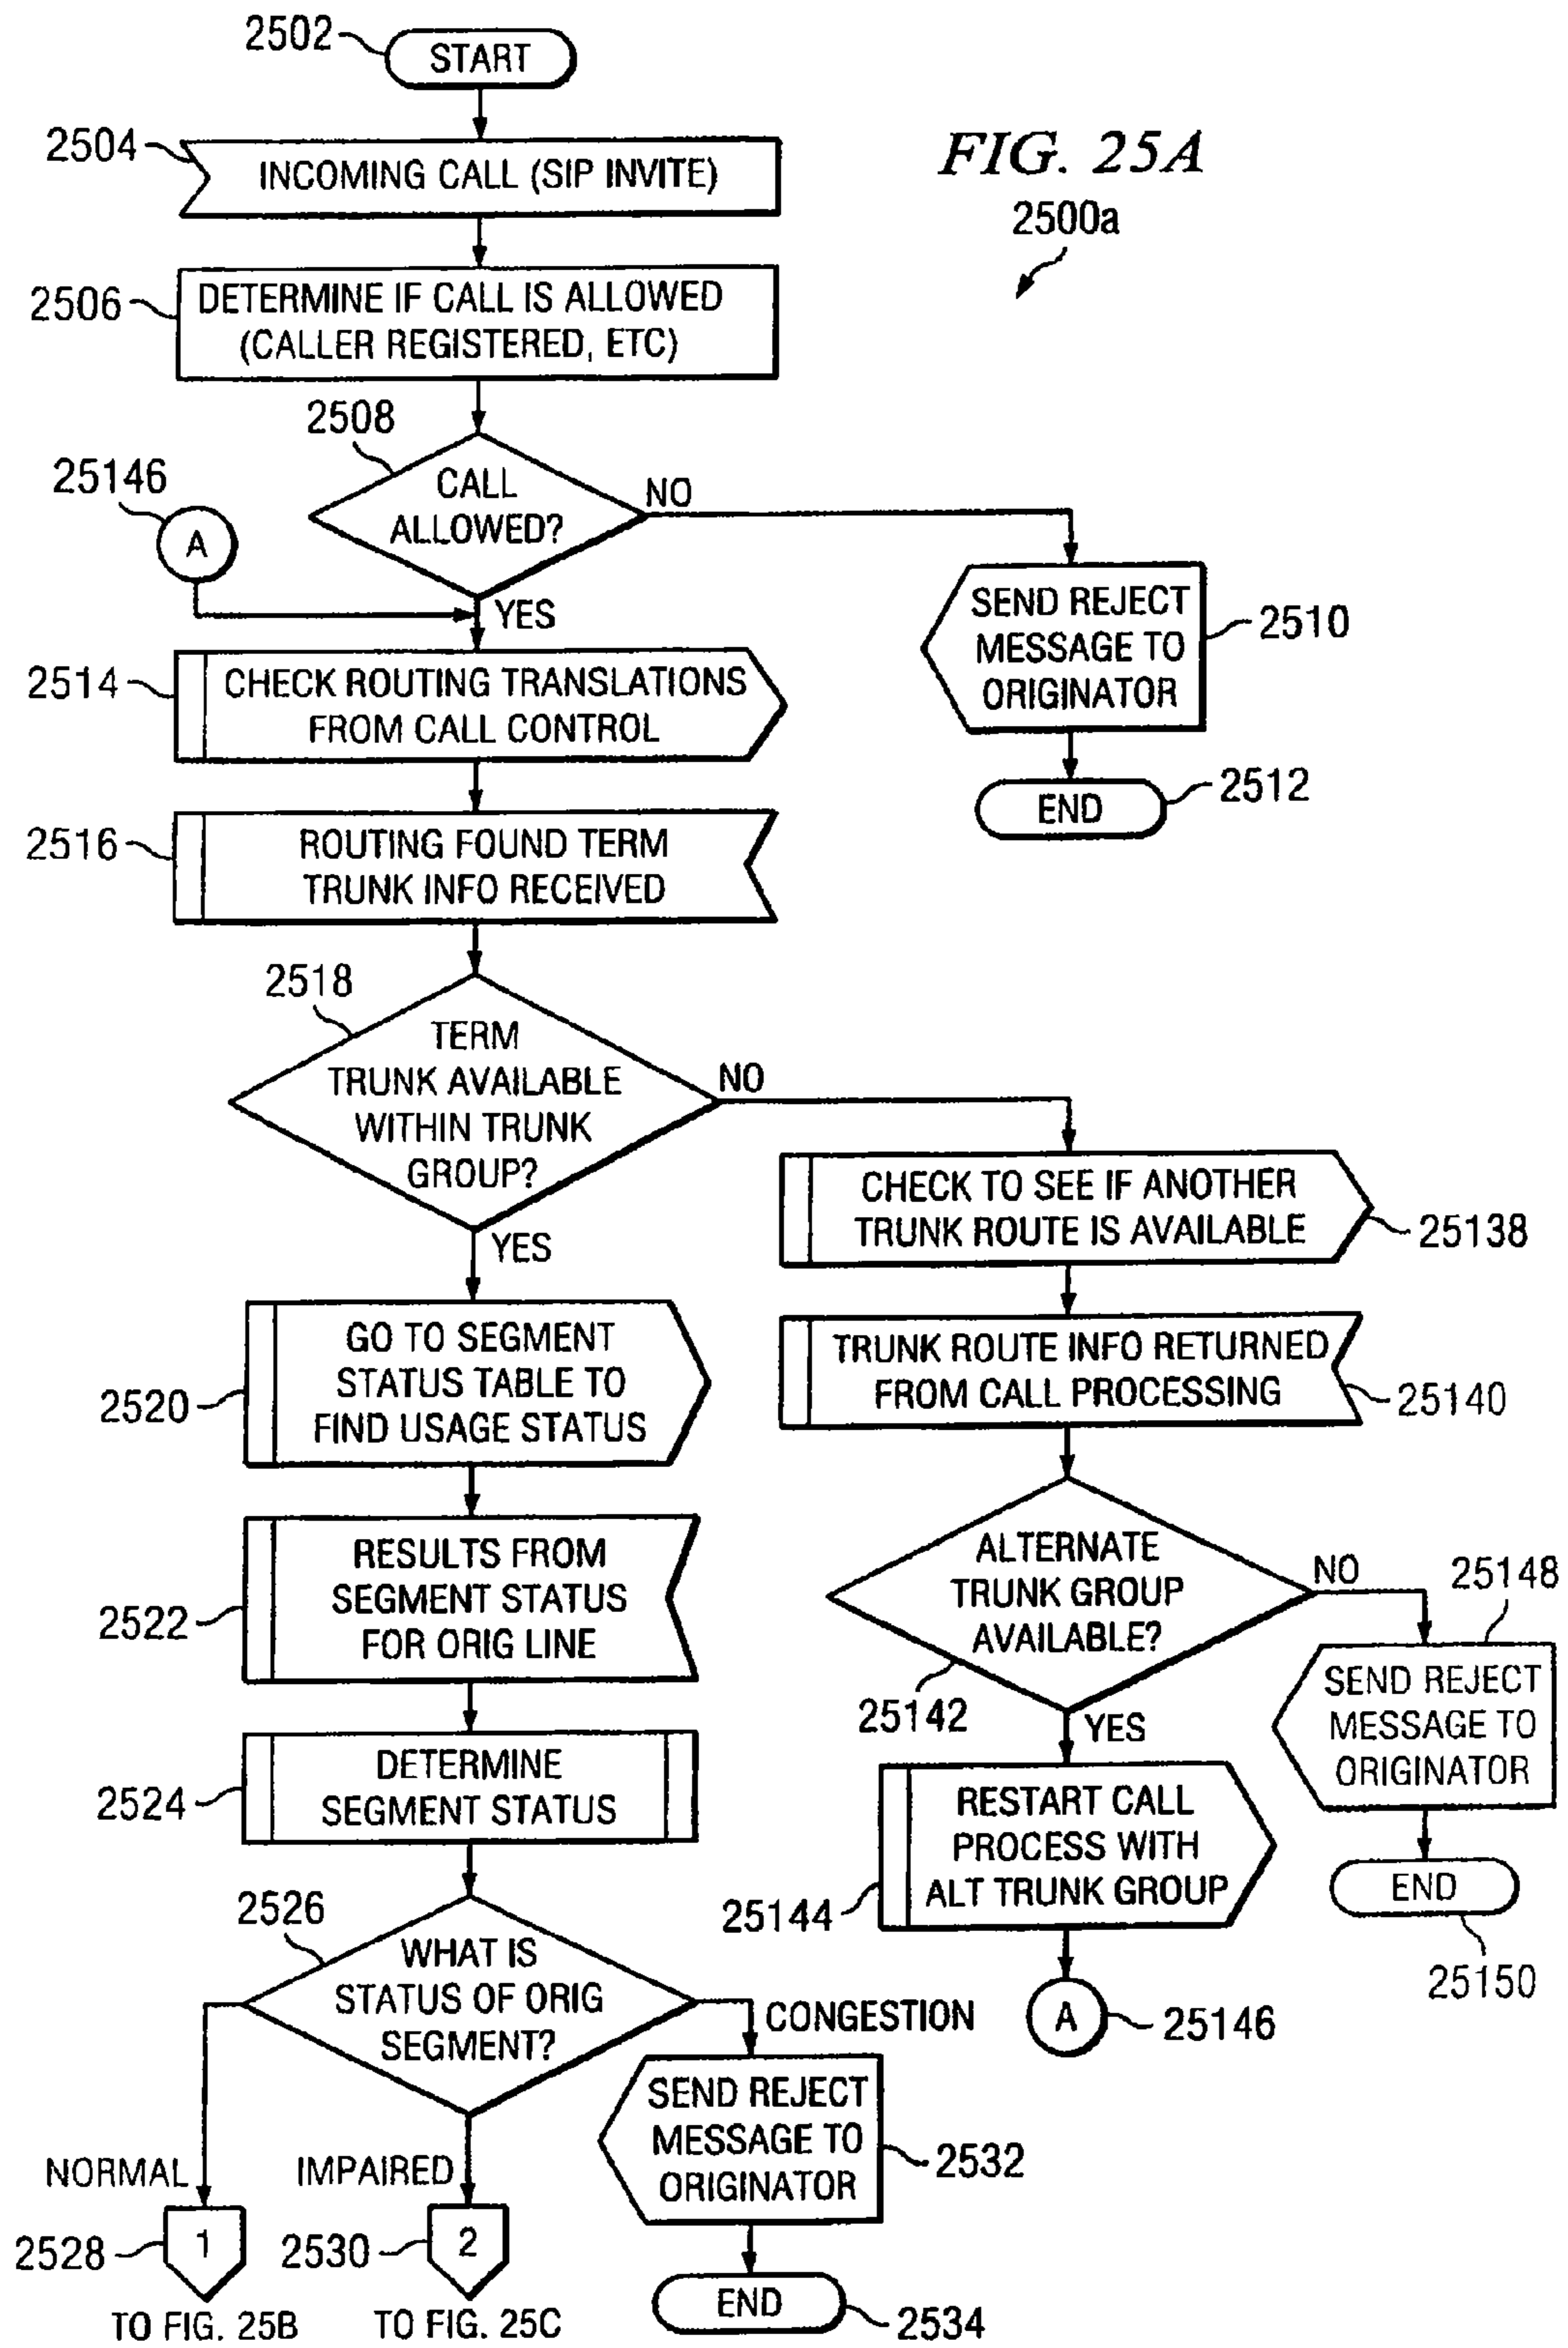 2502
START
FIG. 25A
2500a
2504
INCOMING CALL (SIP INVITE)
2506
DETERMINE IF CALL IS ALLOWED
(CALLER REGISTERED, ETC)
2508
CALL
ALLOWED?
NO
YES
25146
A
SEND REJECT
MESSAGE TO
ORIGINATOR
2510
END
2512
2514
CHECK ROUTING TRANSLATIONS
FROM CALL CONTROL
2516
ROUTING FOUND TERM
TRUNK INFO RECEIVED
2518
TERM
TRUNK AVAILABLE
WITHIN TRUNK
GROUP?
NO
YES
CHECK TO SEE IF ANOTHER
TRUNK ROUTE IS AVAILABLE
25138
TRUNK ROUTE INFO RETURNED
FROM CALL PROCESSING
25140
2520
GO TO SEGMENT
STATUS TABLE TO
FIND USAGE STATUS
2522
RESULTS FROM
SEGMENT STATUS
FOR ORIG LINE
ALTERNATE
TRUNK GROUP
AVAILABLE?
25142
NO
YES
25148
SEND REJECT
MESSAGE TO
ORIGINATOR
END
25150
2524
DETERMINE
SEGMENT STATUS
25144
RESTART CALL
PROCESS WITH
ALT TRUNK GROUP
A
25146
2526
WHAT IS
STATUS OF ORIG
SEGMENT?
CONGESTION
SEND REJECT
MESSAGE TO
ORIGINATOR
2532
END
2534
NORMAL
2528
1
TO FIG. 25B
IMPAIRED
2530
2
TO FIG. 25C